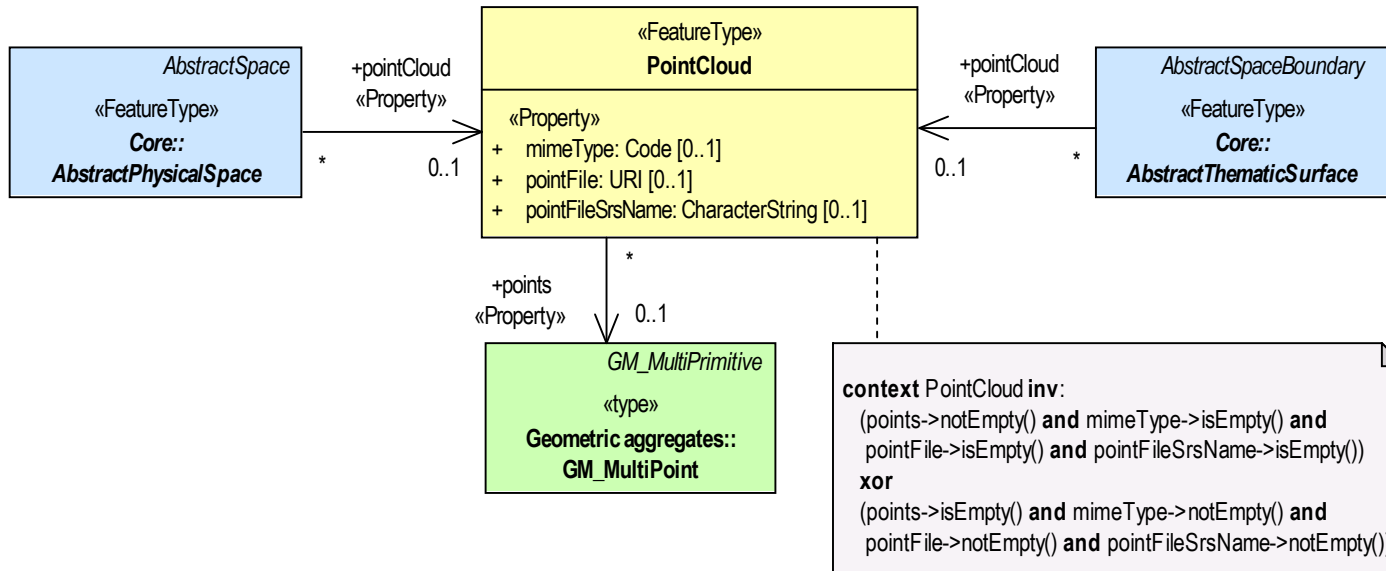 AbstractSpace
«FeatureType»
Core::
AbstractPhysicalSpace
+pointCloud
«Property»
*
0..1
«FeatureType»
PointCloud
«Property»
+ mimeType: Code [0..1]
+ pointFile: URI [0..1]
+ pointFileSrsName: CharacterString [0..1]
+pointCloud
«Property»
0..1
*
AbstractSpaceBoundary
«FeatureType»
Core::
AbstractThematicSurface
*
+points
«Property»
0..1
GM_MultiPrimitive
«type»
Geometric aggregates::
GM_MultiPoint
context PointCloud inv:
(points->notEmpty() and mimeType->isEmpty() and
pointFile->isEmpty() and pointFileSrsName->isEmpty())
xor
(points->isEmpty() and mimeType->notEmpty() and
pointFile->notEmpty() and pointFileSrsName->notEmpty())